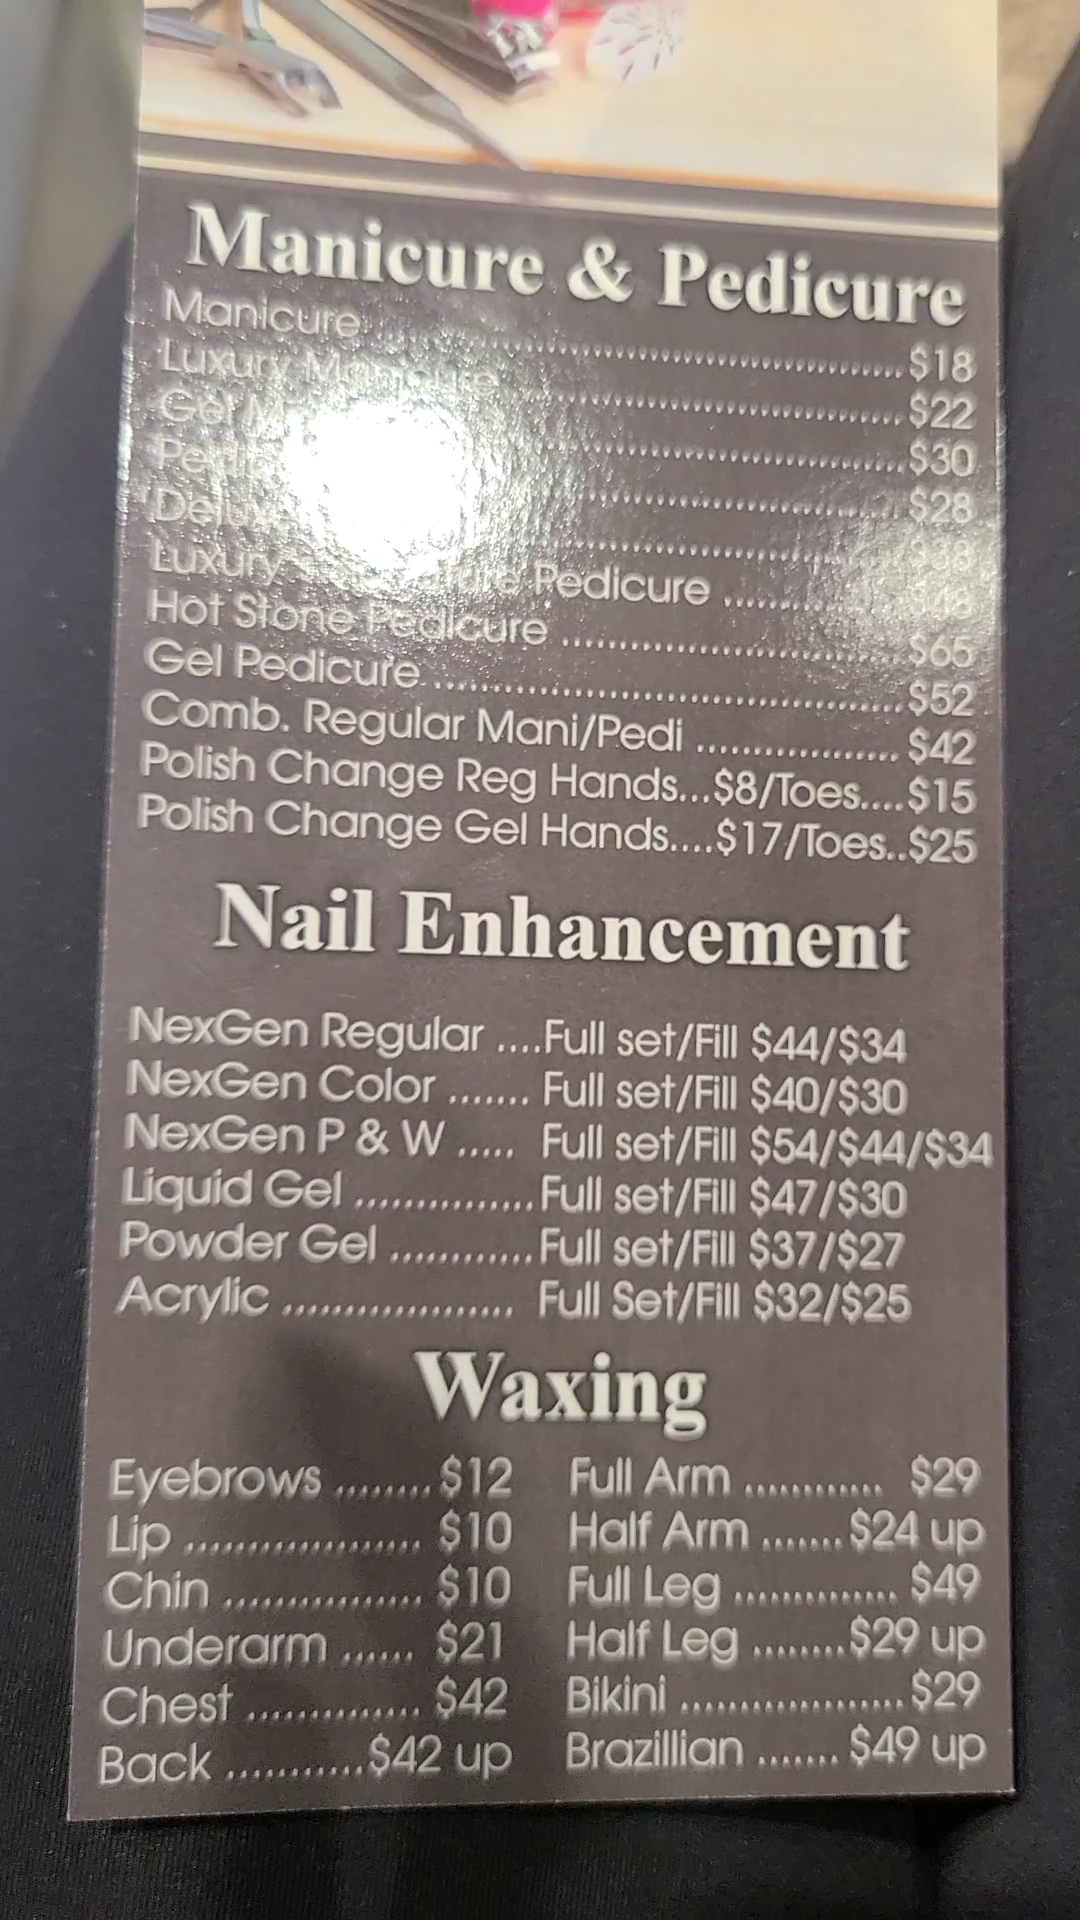 Manicure & Pedicure
Manicure ........ $18
Luxury Manicure ........ $22
Gel ........ $30
........ $28
........ $38
Luxury Pedicure ........
Hot Stone Pedicure ........ $65
Gel Pedicure ........ $52
Comb. Regular Mani/Pedi ........ $42
Polish Change Reg Hands...$8/Toes....$15
Polish Change Gel Hands....$17/Toes..$25
Nail Enhancement
NexGen Regular ....Full set/Fill $44/$34
NexGen Color ....... Full set/Fill $40/$30
NexGen P & W ..... Full set/Fill $54/$44/$34
Liquid Gel ...............Full set/Fill $47/$30
Powder Gel ............Full set/Fill $37/$27
Acrylic ................... Full Set/Fill $32/$25
Waxing
Eyebrows ........ $12 Full Arm ............ $29
Lip .................... $10 Half Arm ....... $24 up
Chin ................. $10 Full Leg .............. $49
Underarm ...... $21 Half Leg ........$29 up
Chest ............... $42 Bikini ...................$29
Back ...........$42 up Brazillian ....... $49 up